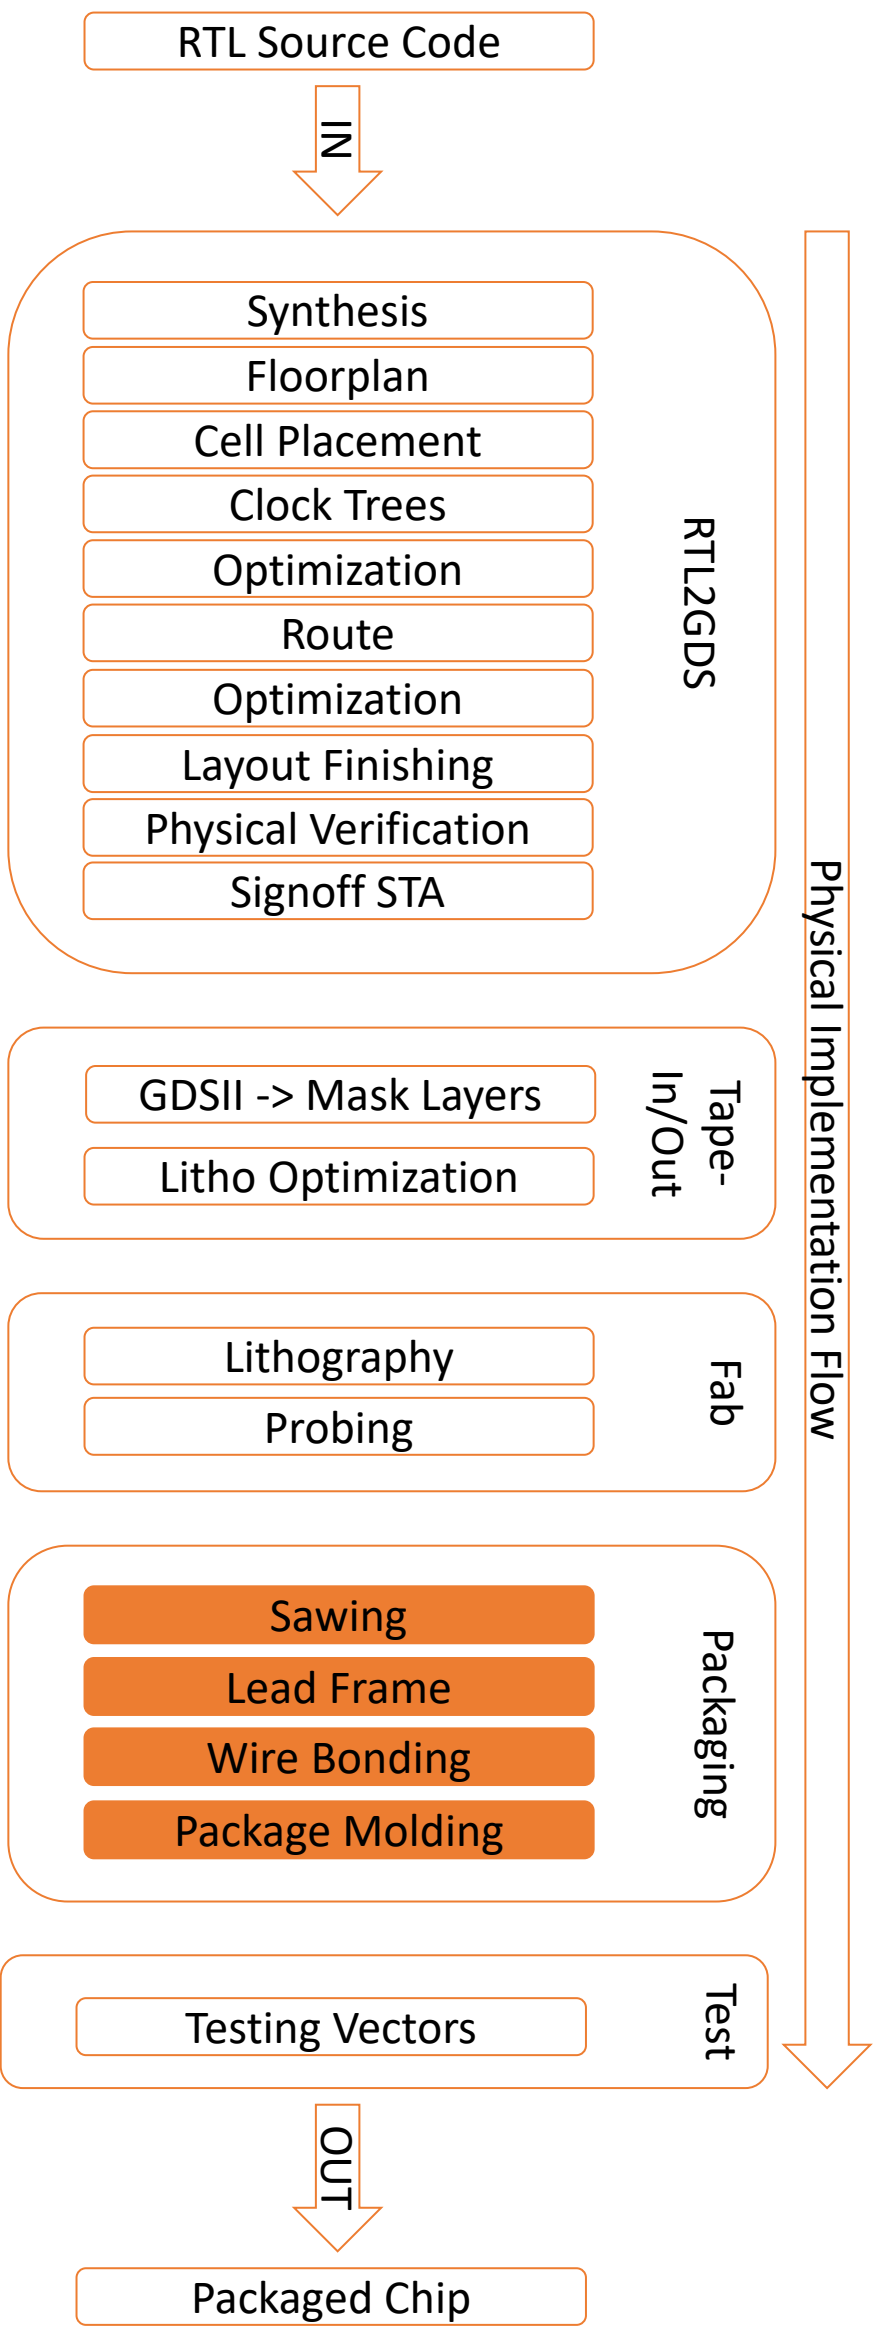 RTL Source Code
IN
Synthesis
Floorplan
Cell Placement
Clock Trees
Optimization
Route
Optimization
Layout Finishing
Physical Verification
Signoff STA
RTL2GDS
GDSII -> Mask Layers
Litho Optimization
Tape-
In/Out
Lithography
Probing
Fab
Sawing
Lead Frame
Wire Bonding
Package Molding
Packaging
Testing Vectors
Test
Physical Implementation Flow
OUT
Packaged Chip